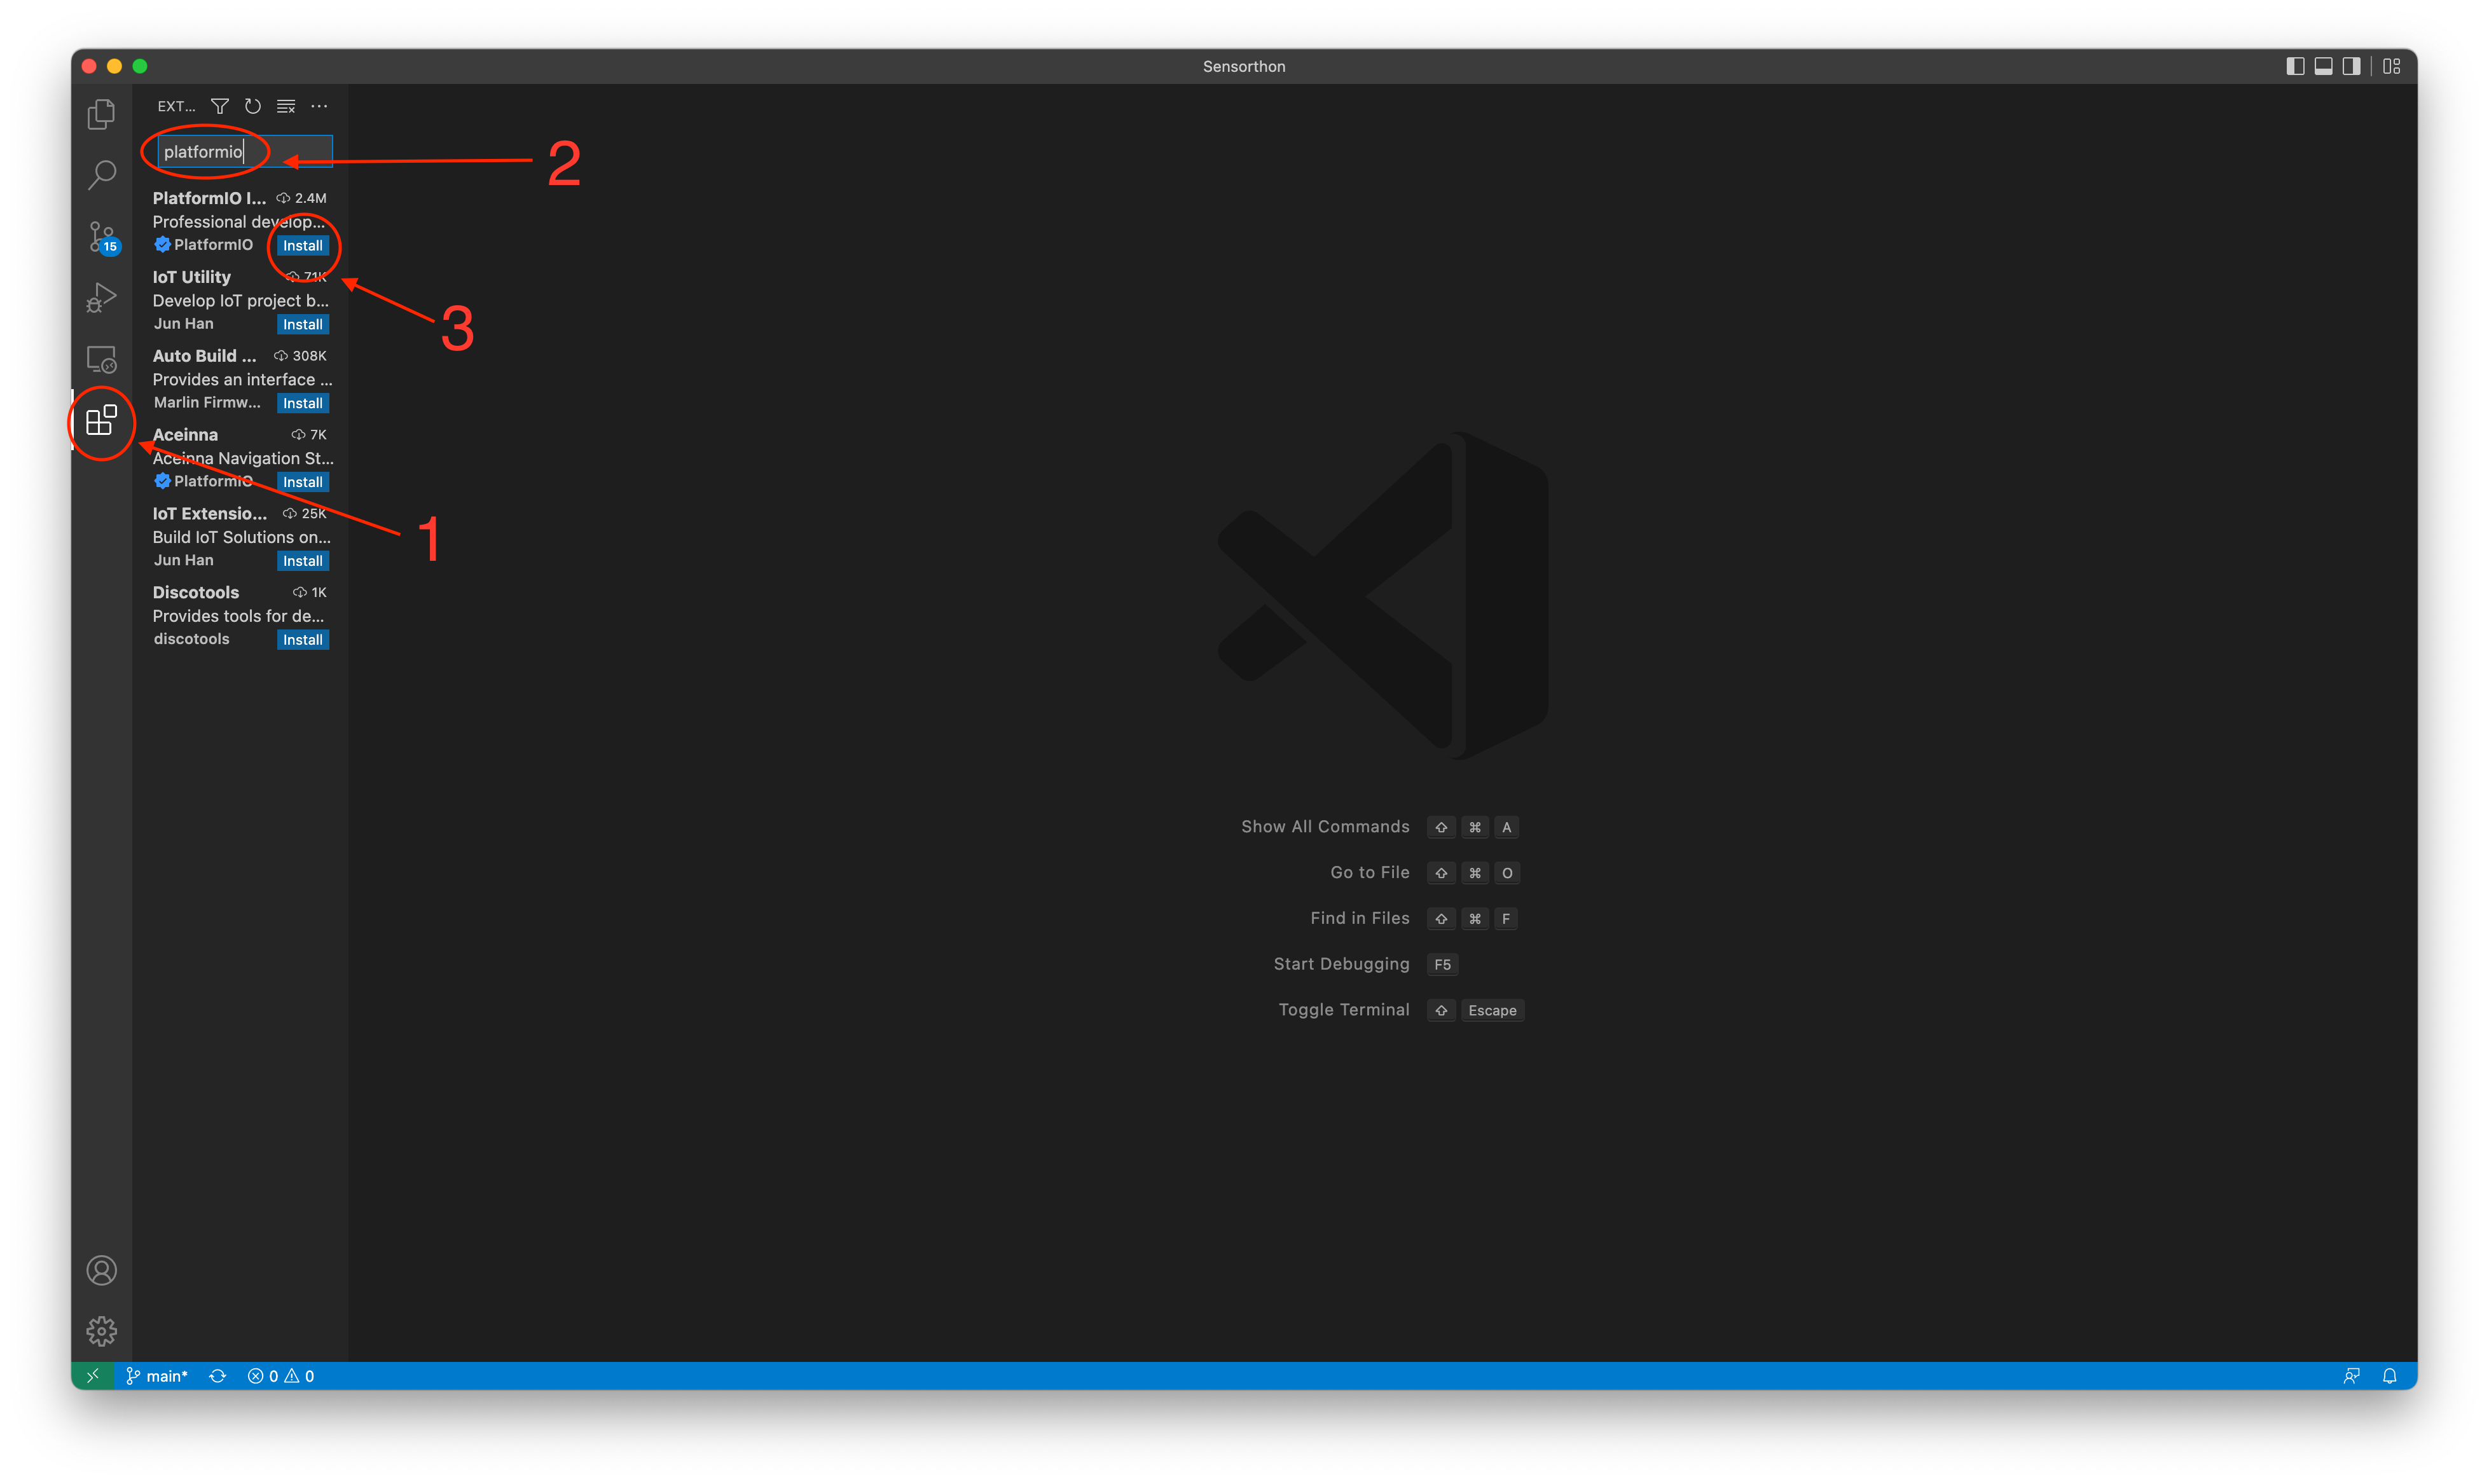 Sensorthon
EXT...
platformio
2
PlatformIO I... 2.4M
Professional develop...
PlatformIO Install
IoT Utility 71K
Develop IoT project b...
Jun Han Install
3
Auto Build ... 308K
Provides an interface ...
Marlin Firmw... Install
Aceinna 7K
Aceinna Navigation St...
PlatformIO Install
IoT Extensio... 25K
Build IoT Solutions on...
Jun Han Install
1
Discotools 1K
Provides tools for de...
discotools Install
15
Show All Commands ⇧ ⌘ A
Go to File ⇧ ⌘ O
Find in Files ⇧ ⌘ F
Start Debugging F5
Toggle Terminal ⇧ Escape
main* 0 0